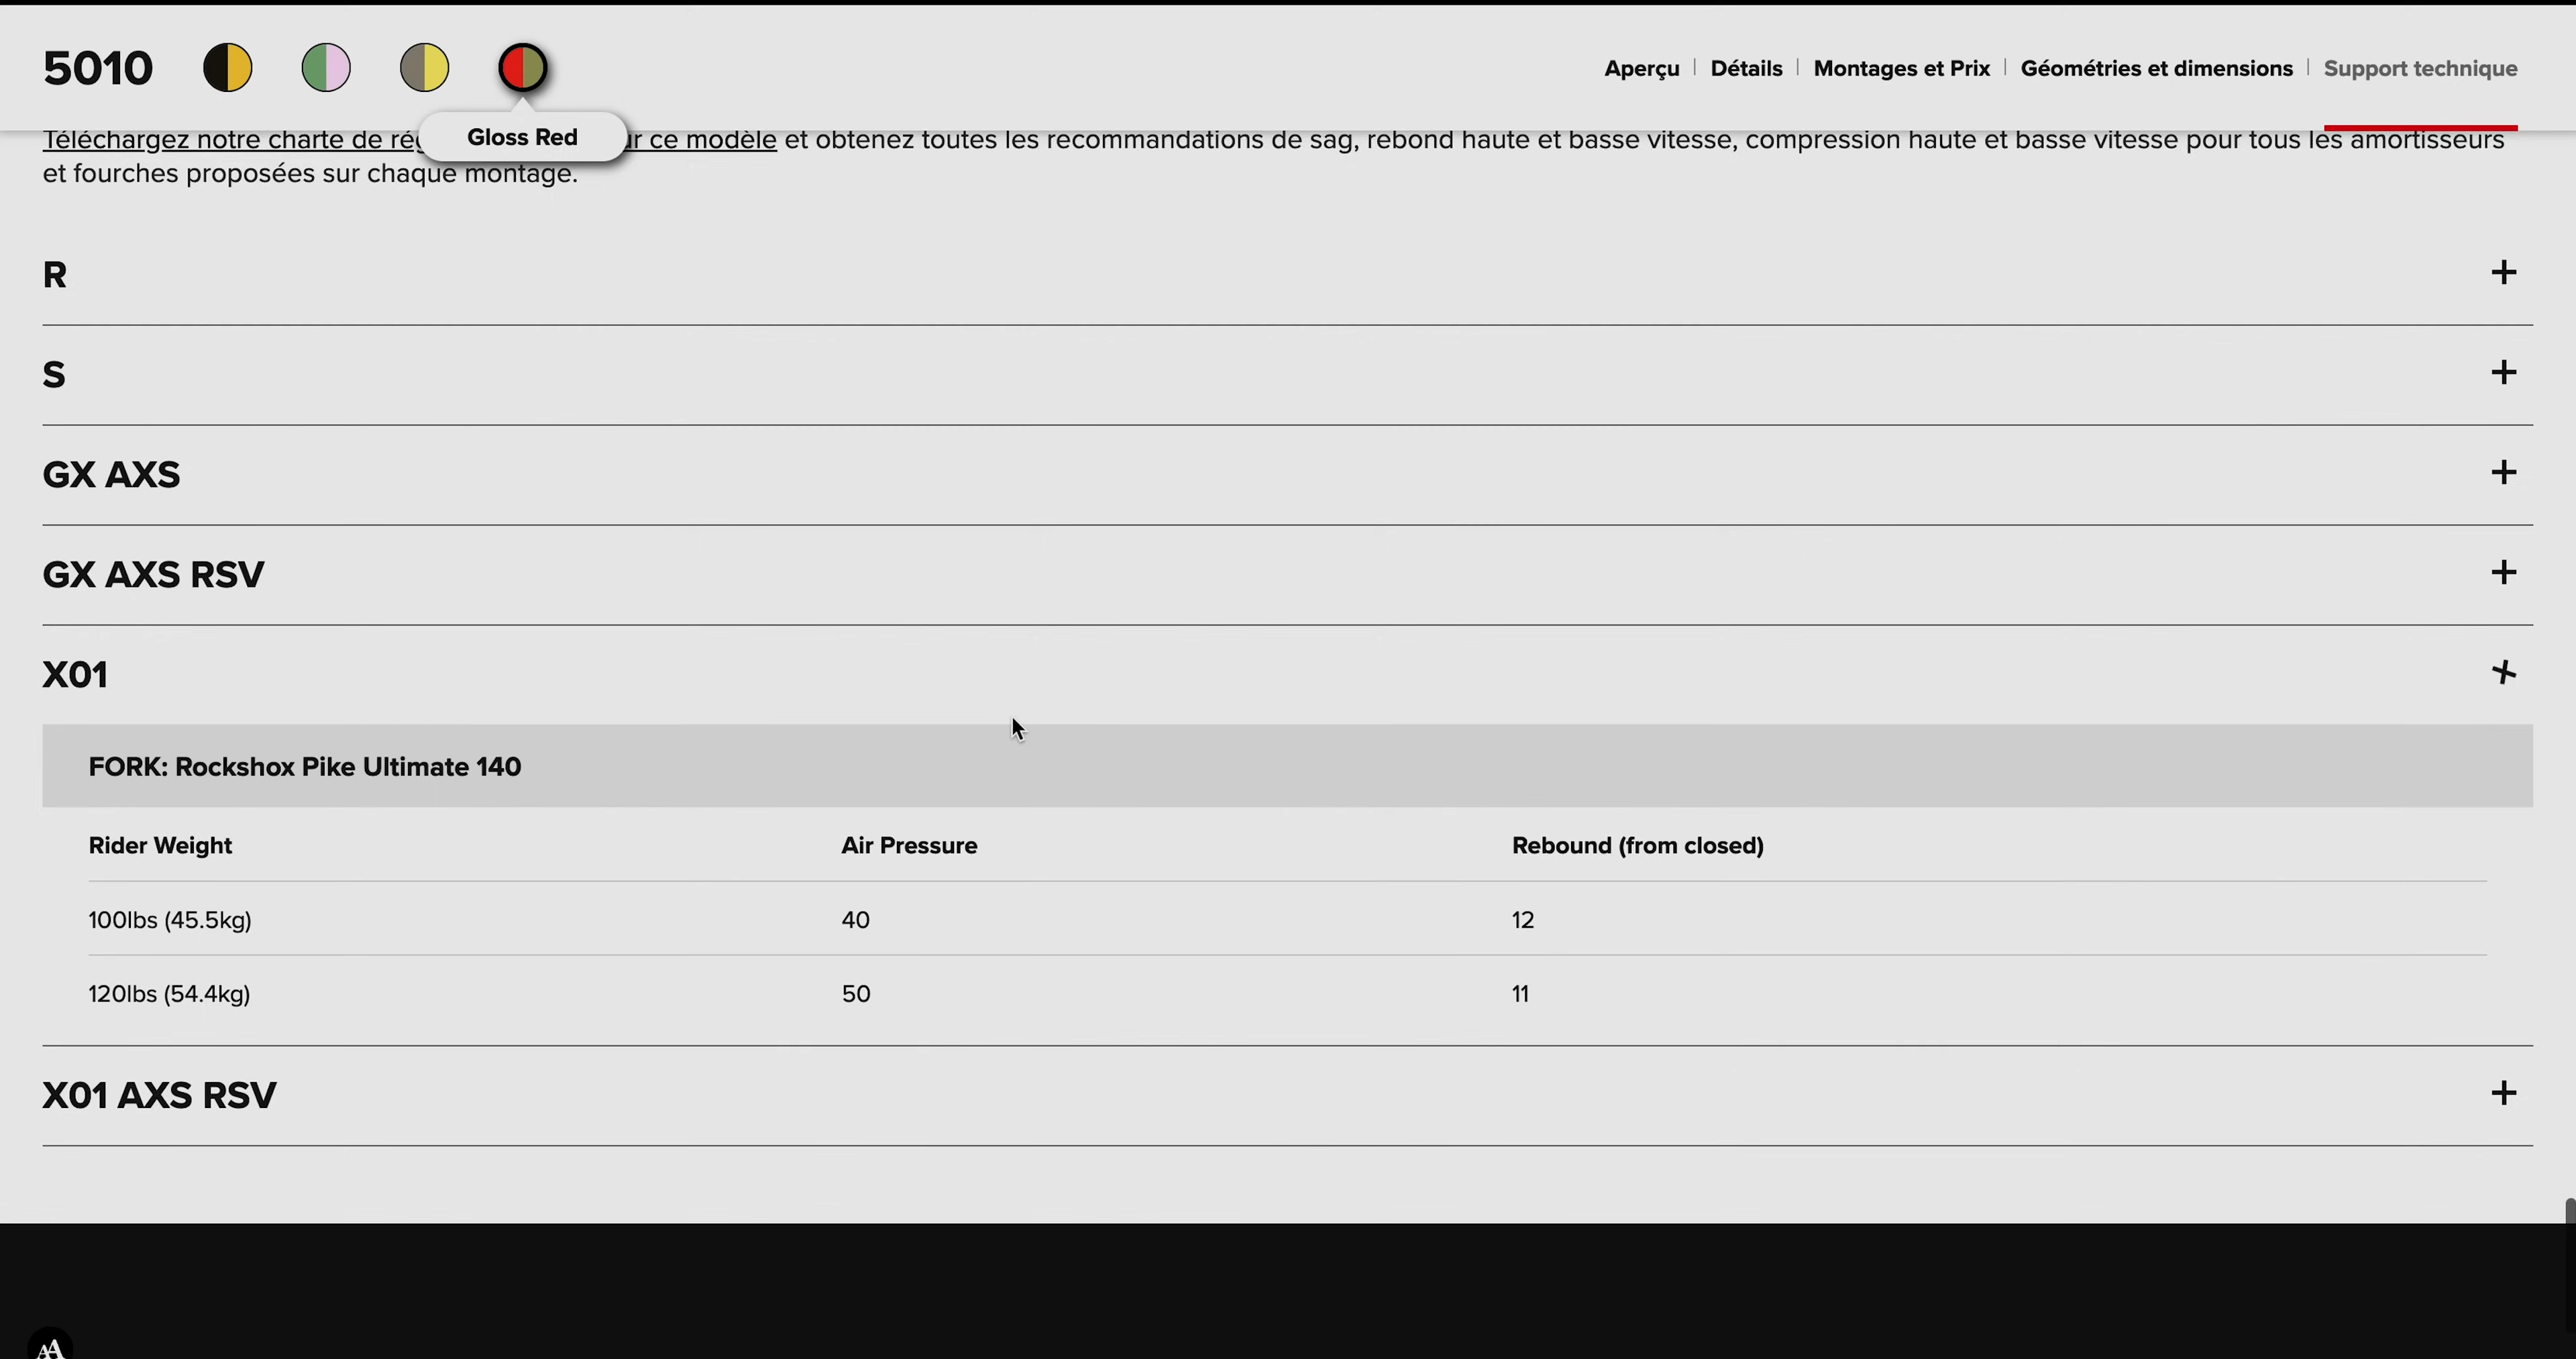 5010
Aperçu | Détails | Montages et Prix | Géométries et dimensions | Support technique
Gloss Red
Téléchargez notre charte de ce modèle et obtenez toutes les recommandations de sag, rebond haute et basse vitesse, compression haute et basse vitesse pour tous les amortisseurs
et fourches proposées sur chaque montage.
R
S
GX AXS
GX AXS RSV
X01
FORK: Rockshox Pike Ultimate 140
Rider Weight Air Pressure Rebound (from closed)
100lbs (45.5kg) 40 12
120lbs (54.4kg) 50 11
X01 AXS RSV
AA